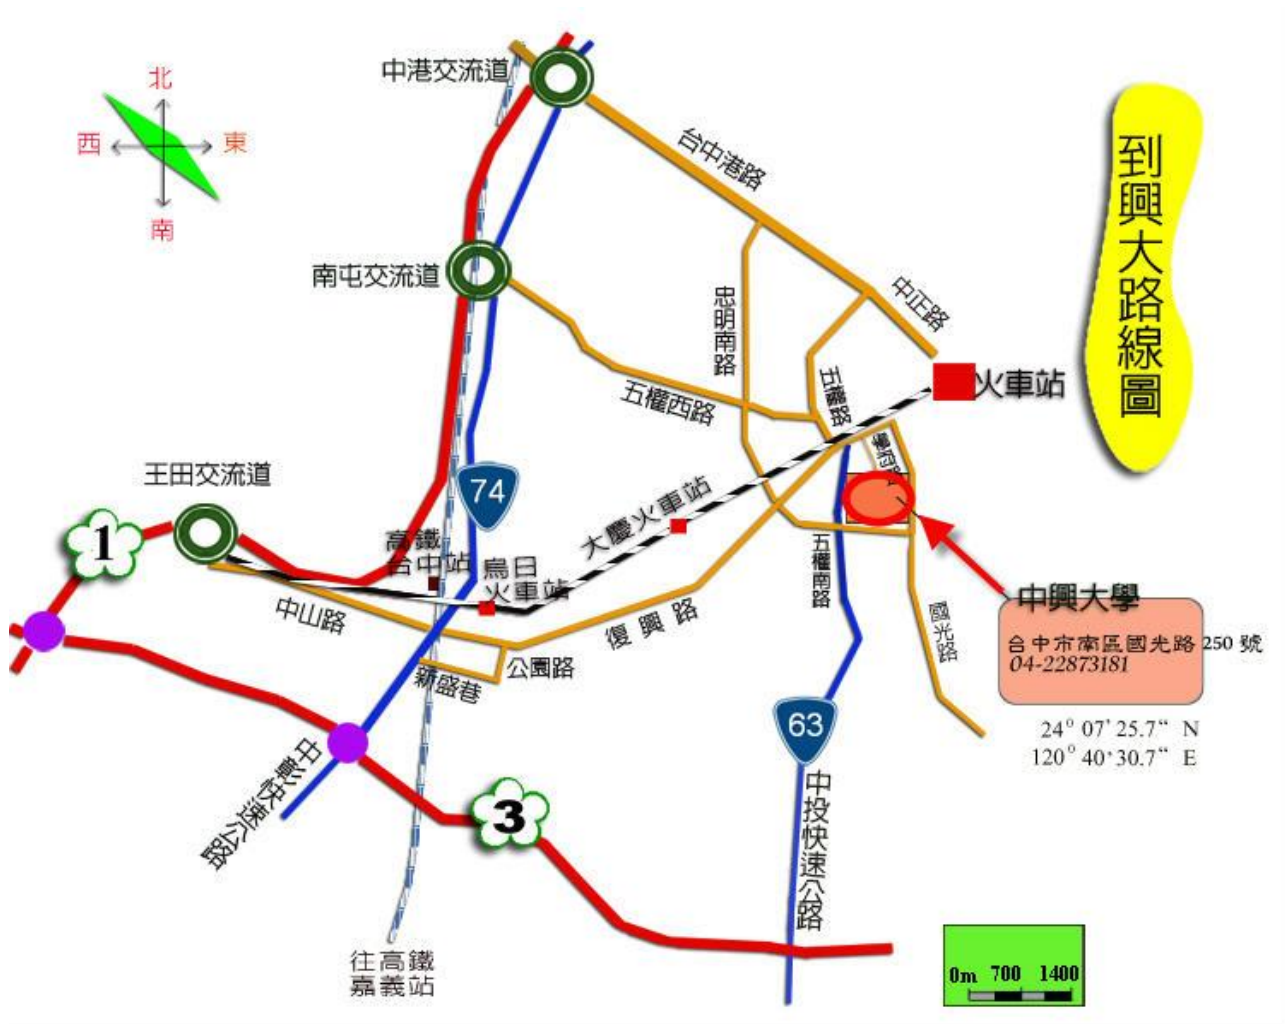 中港交流道
北
西
東
南
台中港路
到興大路線圖
南屯交流道
忠明南路
中正路
五權西路
五權路
火車站
王田交流道
74
大慶火車站
1
高鐵
台中站
烏日
火車站
五權南路
中山路
復興路
國光路
中興大學
台中市南區國光路 250 號
04-22873181
公園路
新盛巷
63
24° 07' 25.7“ N
120° 40' 30.7“ E
中彰快速公路
3
中投快速公路
往高鐵
嘉義站
0m 700 1400